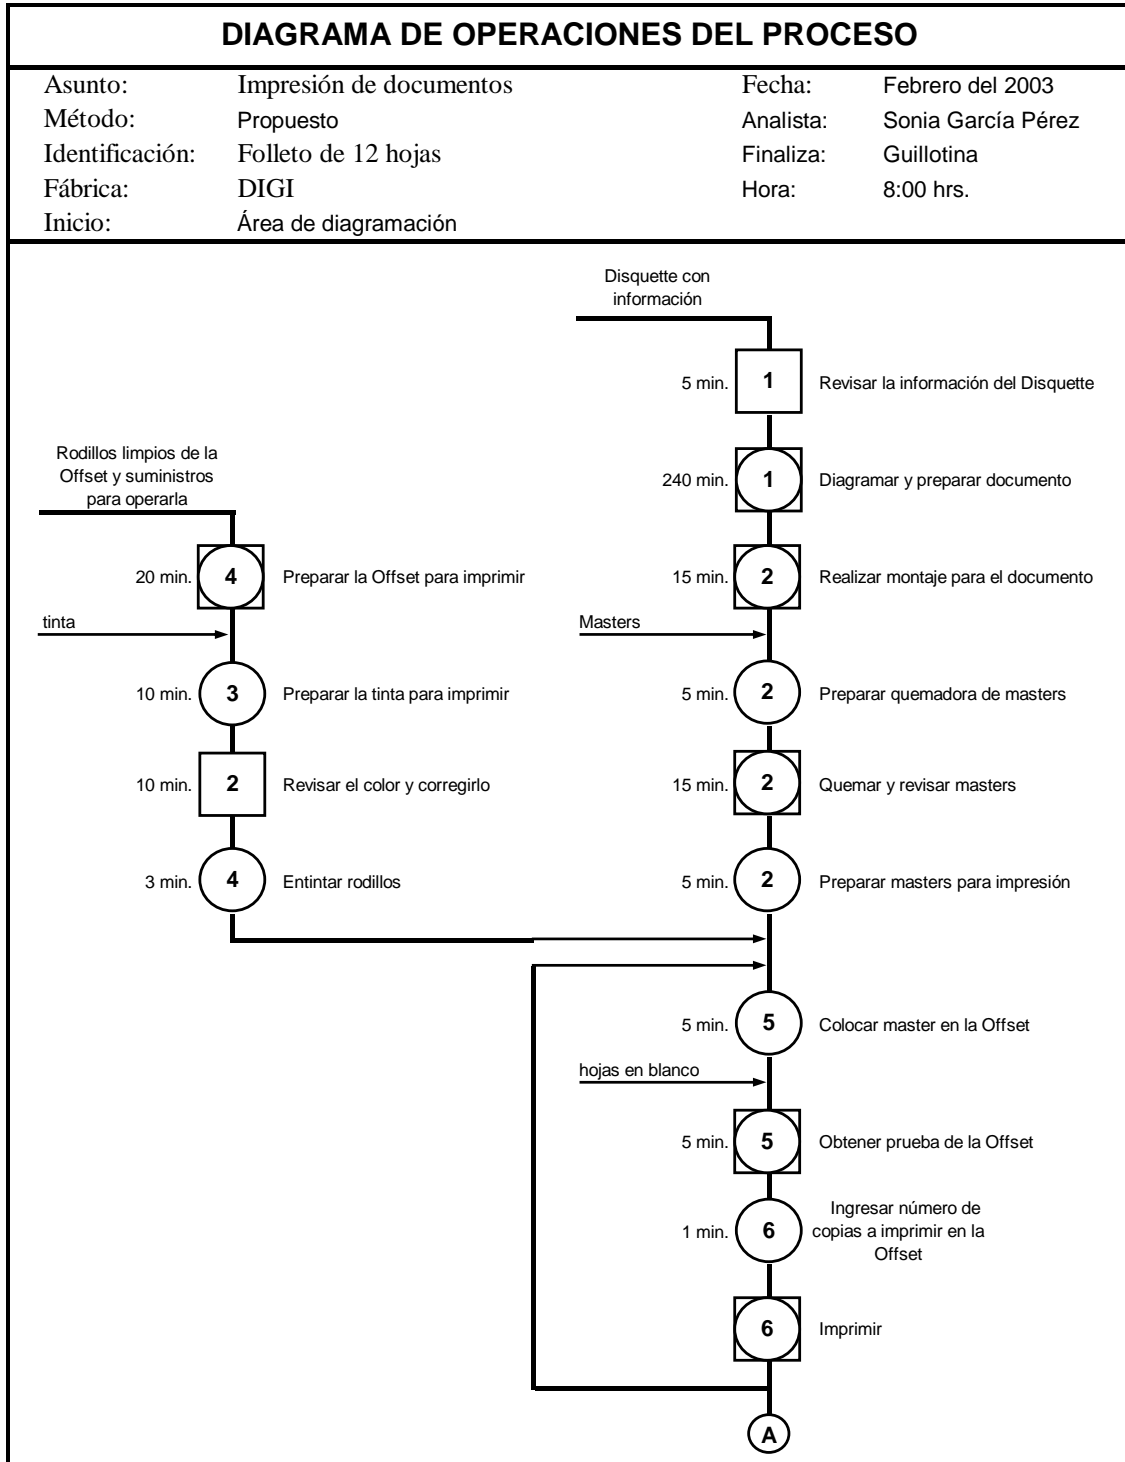 DIAGRAMA DE OPERACIONES DEL PROCESO
Asunto: Impresión de documentos
Fecha: Febrero del 2003
Método: Propuesto
Analista: Sonia García Pérez
Identificación: Folleto de 12 hojas
Finaliza: Guillotina
Fábrica: DIGI
Hora: 8:00 hrs.
Inicio: Área de diagramación
Disquette con
información
5 min. 1 Revisar la información del Disquette
240 min. 1 Diagramar y preparar documento
15 min. 2 Realizar montaje para el documento
Masters
5 min. 2 Preparar quemadora de masters
15 min. 2 Quemar y revisar masters
5 min. 2 Preparar masters para impresión
Rodillos limpios de la
Offset y suministros
para operarla
20 min. 4 Preparar la Offset para imprimir
tinta
10 min. 3 Preparar la tinta para imprimir
10 min. 2 Revisar el color y corregirlo
3 min. 4 Entintar rodillos
5 min. 5 Colocar master en la Offset
hojas en blanco
5 min. 5 Obtener prueba de la Offset
1 min. 6 Ingresar número de
copias a imprimir en la
Offset
6 Imprimir
A